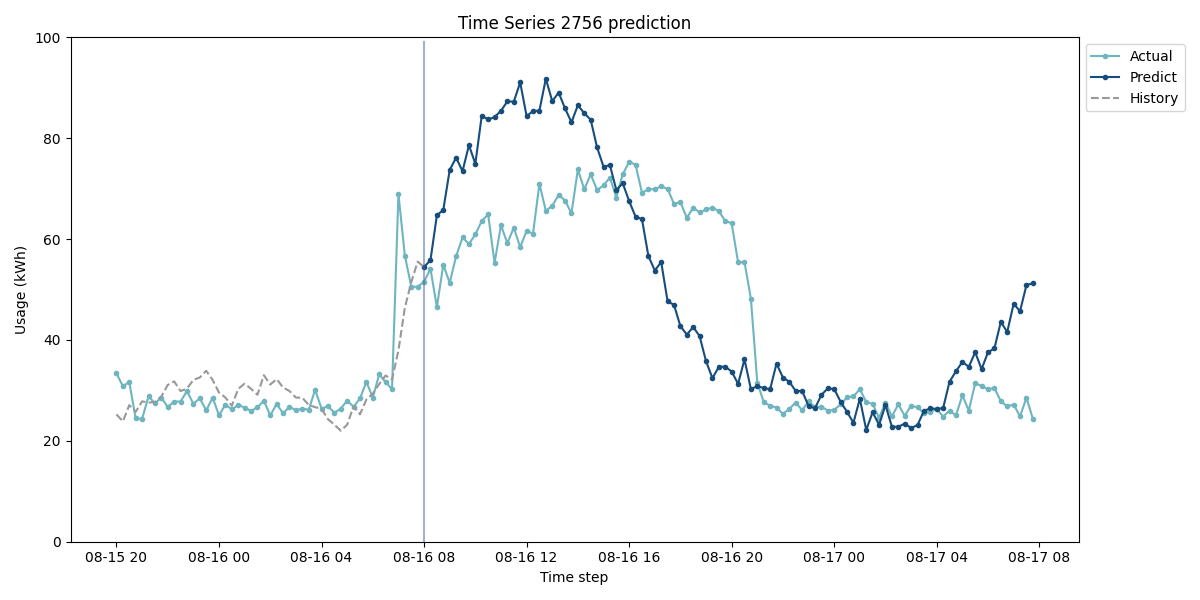 Time Series 2756 prediction
Actual
Predict
History
Usage (kWh)
100
80
60
40
20
0
08-15 20
08-16 00
08-16 04
08-16 08
08-16 12
08-16 16
08-16 20
08-17 00
08-17 04
08-17 08
Time step